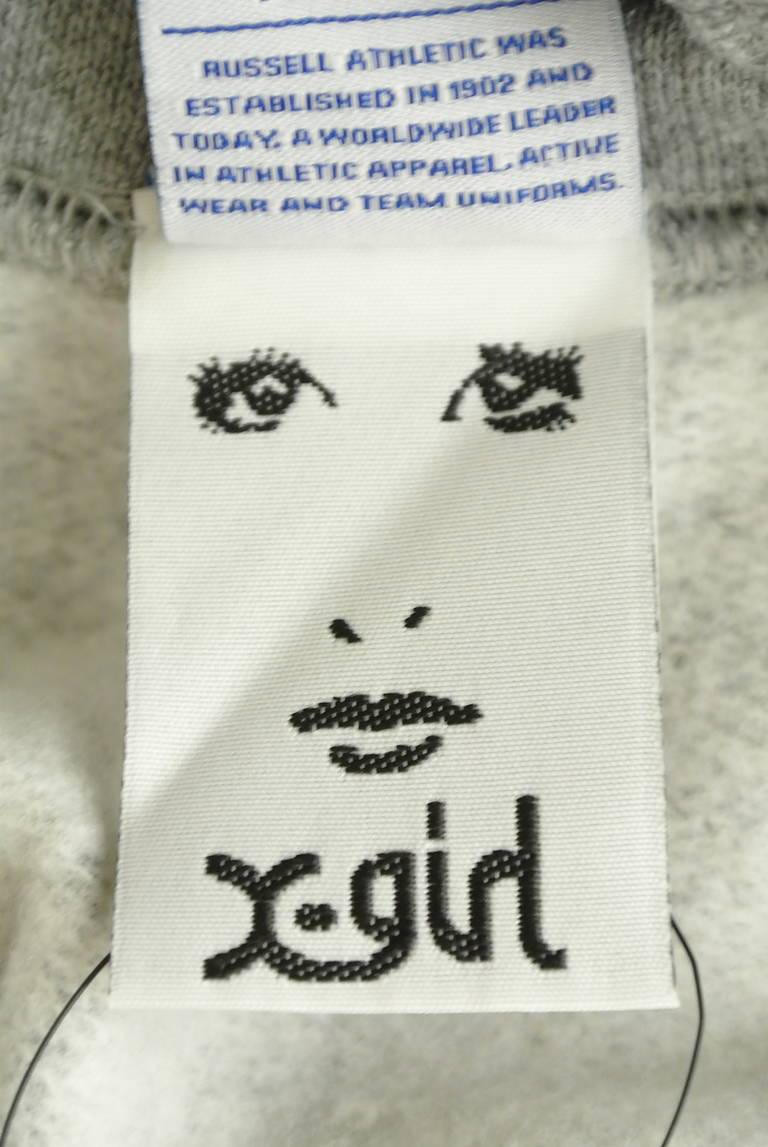 RUSSELL ATHLETIC WAS
ESTABLISHED IN 1902 AND
TODAY. A WORLDWIDE LEADER
IN ATHLETIC APPAREL, ACTIVE
WEAR AND TEAM UNIFORMS.
x-girl